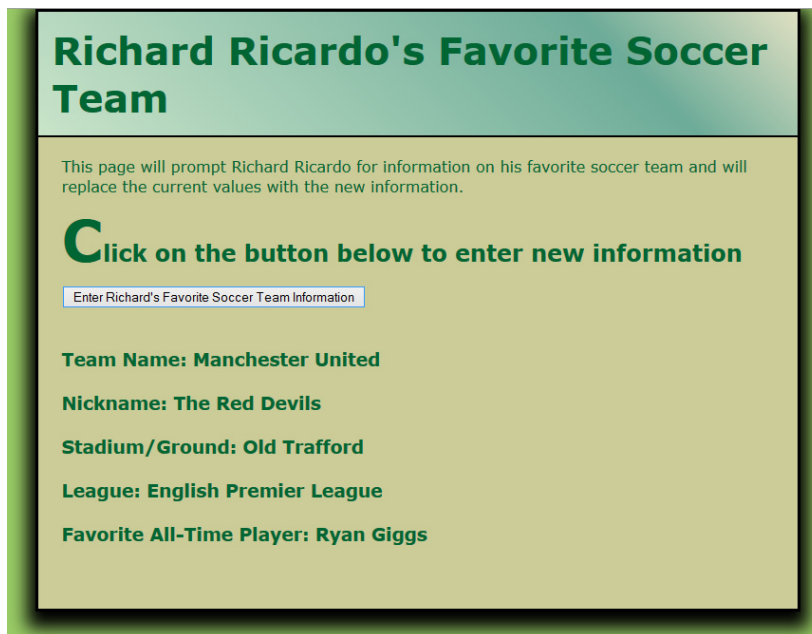 Richard Ricardo's Favorite Soccer
Team
This page will prompt Richard Ricardo for information on his favorite soccer team and will
replace the current values with the new information.
Click on the button below to enter new information
Enter Richard's Favorite Soccer Team Information
Team Name: Manchester United
Nickname: The Red Devils
Stadium/Ground: Old Trafford
League: English Premier League
Favorite All-Time Player: Ryan Giggs